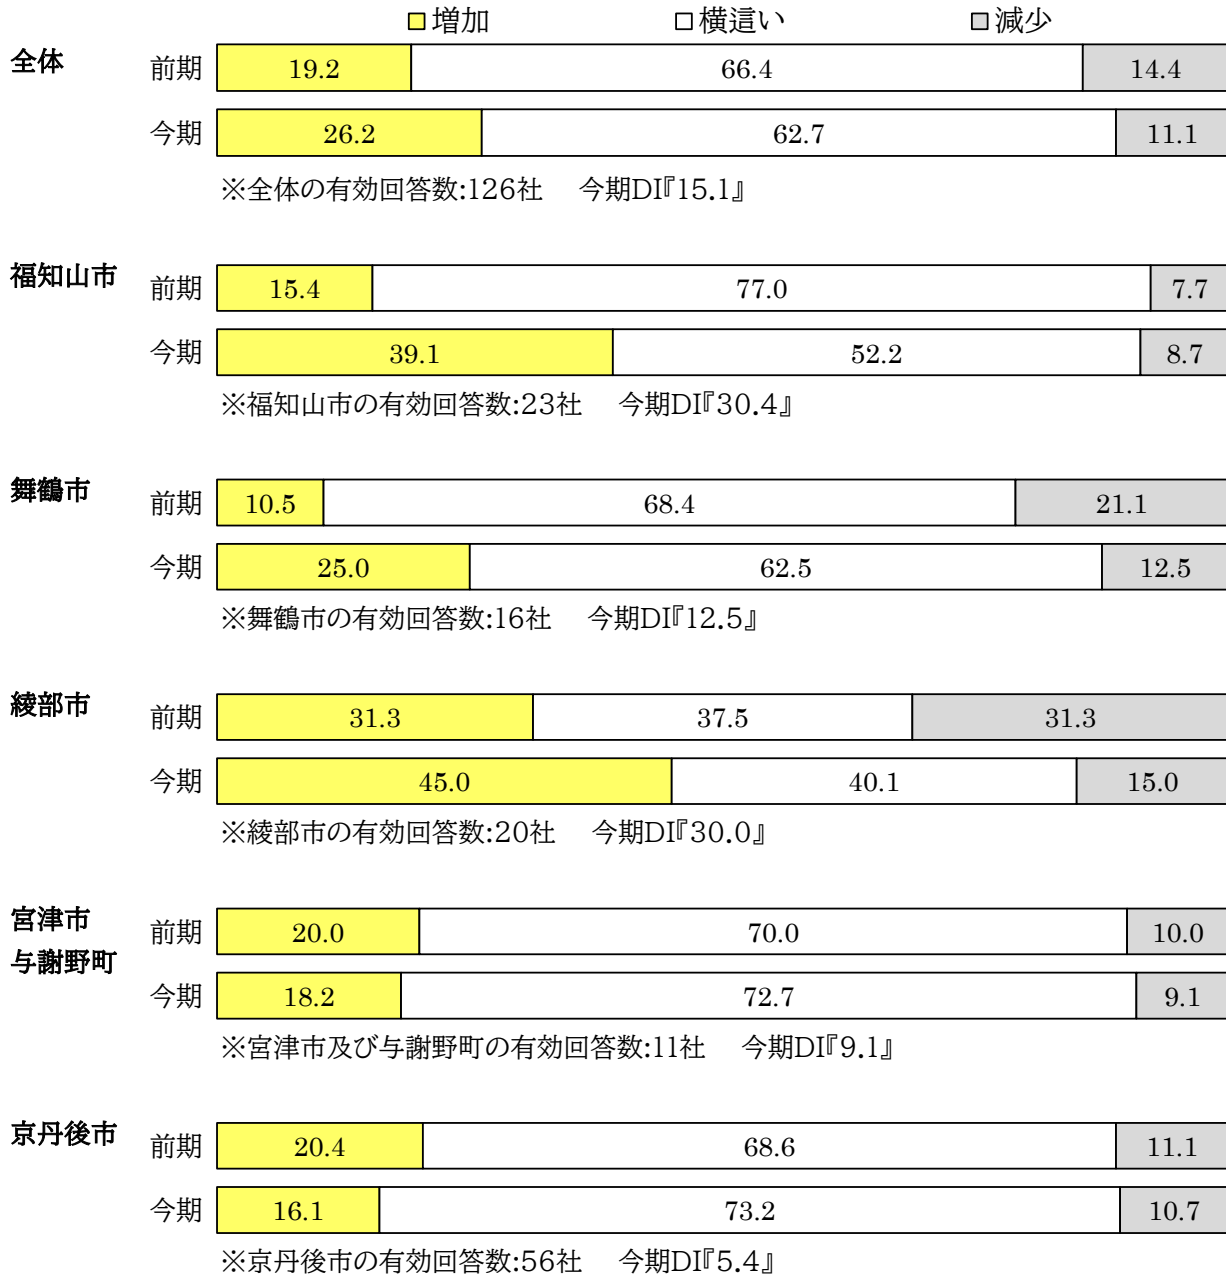 □増加 □横這い □減少
全体 前期 19.2 66.4 14.4
今期 26.2 62.7 11.1
※全体の有効回答数:126社 今期DI『15.1』
福知山市 前期 15.4 77.0 7.7
今期 39.1 52.2 8.7
※福知山市の有効回答数:23社 今期DI『30.4』
舞鶴市 前期 10.5 68.4 21.1
今期 25.0 62.5 12.5
※舞鶴市の有効回答数:16社 今期DI『12.5』
綾部市 前期 31.3 37.5 31.3
今期 45.0 40.1 15.0
※綾部市の有効回答数:20社 今期DI『30.0』
宮津市
与謝野町
前期 20.0 70.0 10.0
今期 18.2 72.7 9.1
※宮津市及び与謝野町の有効回答数:11社 今期DI『9.1』
京丹後市 前期 20.4 68.6 11.1
今期 16.1 73.2 10.7
※京丹後市の有効回答数:56社 今期DI『5.4』